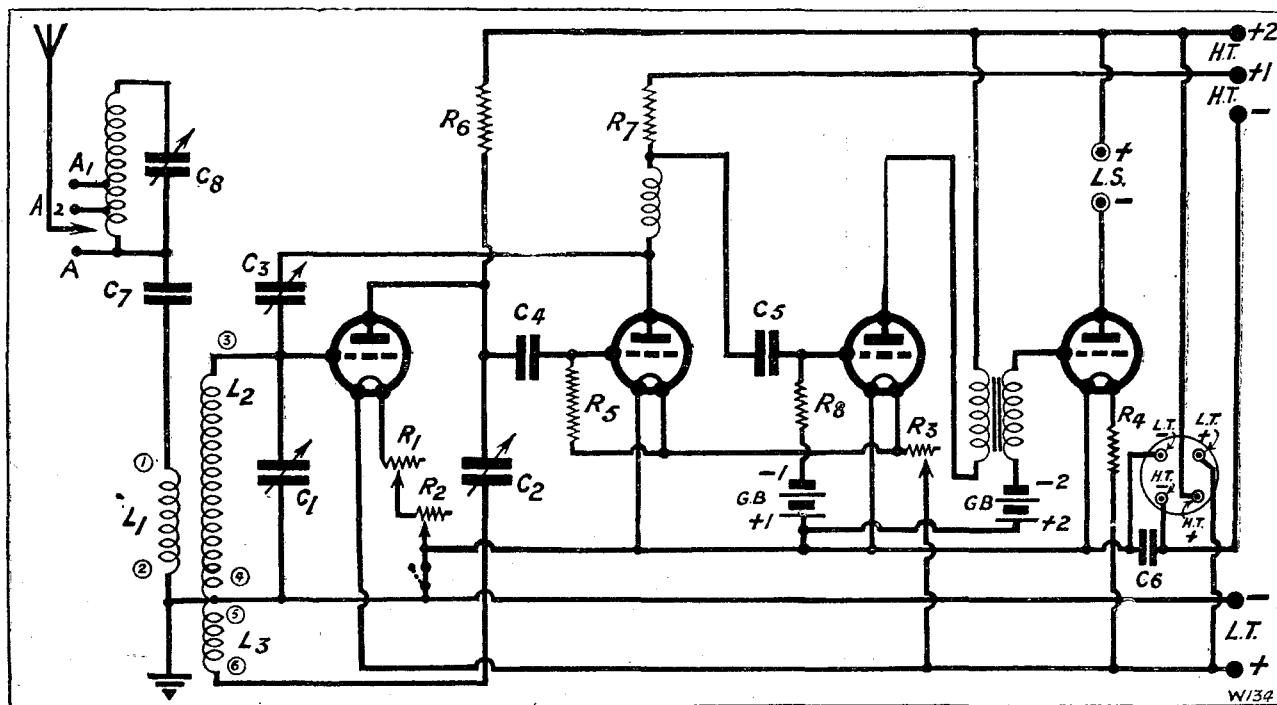 +2
H.T.
+1
H.T.
-
R6
R7
A1
C8
A2
A
+
L.S.
-
C7
C3
C4
C5
3
L2
R5
R8
R1
R3
R4
L.T.
-
L.T.
+
1
L1
C1
R2
C2
-1
G.B
+1
-2
GB
+2
H.T.
-
H.T.
+
2
4
C6
5
L3
6
-
L.T.
+
W134